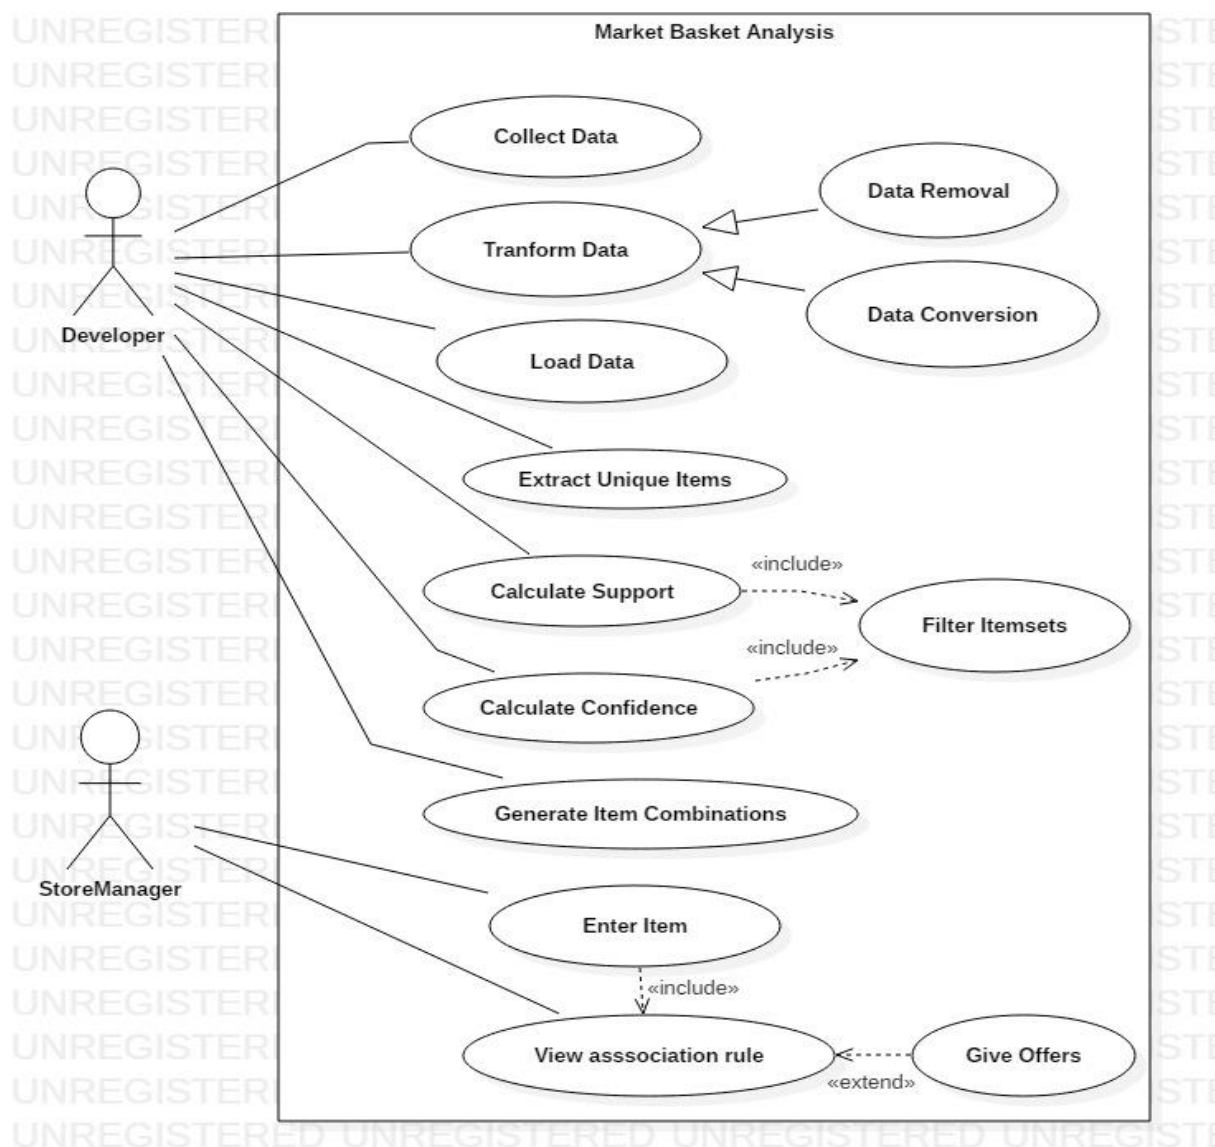 Market Basket Analysis
Collect Data
Data Removal
Tranform Data
Data Conversion
Developer
Load Data
Extract Unique Items
«include»
Calculate Support
Filter Itemsets
«include»
Calculate Confidence
Generate Item Combinations
StoreManager
Enter Item
«include»
View asssociation rule
Give Offers
«extend»
UNREGISTERED UNREGISTERED UNREGISTERED